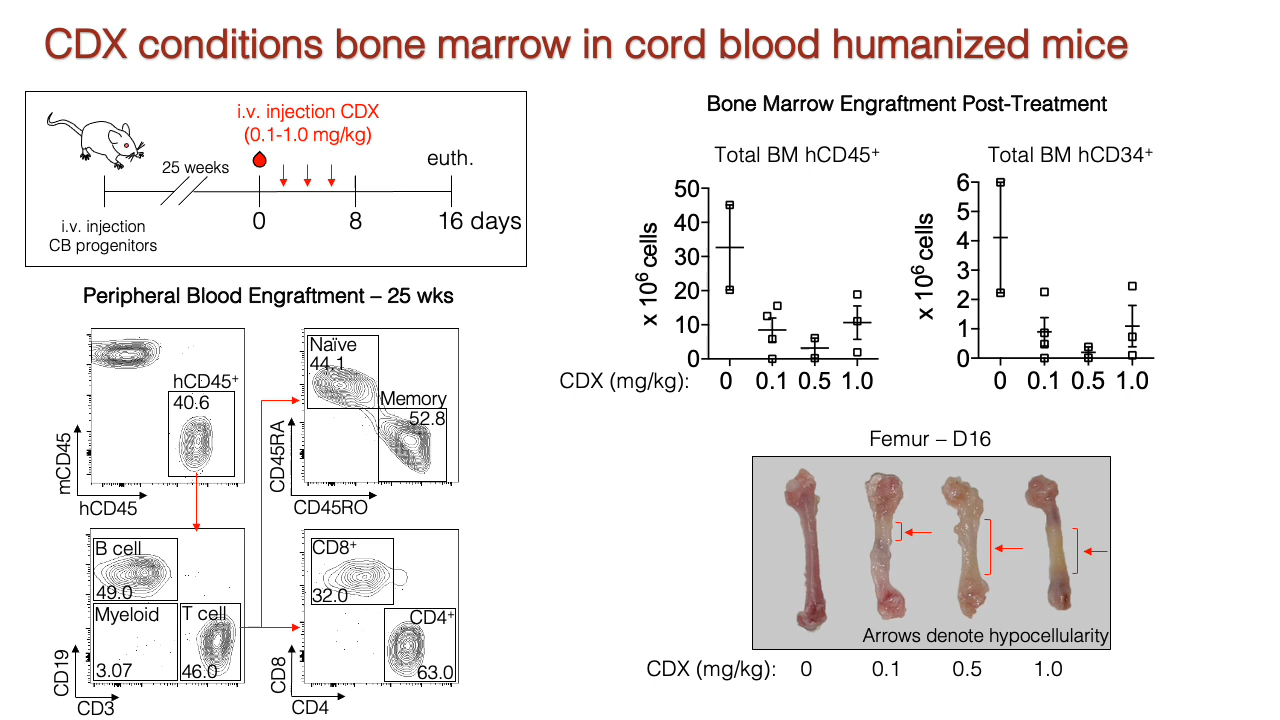 CDX conditions bone marrow in cord blood humanized mice
i.v. injection CDX
(0.1-1.0 mg/kg)
25 weeks
euth.
0
8
16 days
i.v. injection
CB progenitors
Peripheral Blood Engraftment – 25 wks
hCD45+
40.6
mCD45
hCD45
Naïve
44.1
Memory
52.8
CD45RA
CD45RO
B cell
49.0
Myeloid
3.07
T cell
46.0
CD19
CD3
CD8+
32.0
CD4+
63.0
CD8
CD4
Bone Marrow Engraftment Post-Treatment
Total BM hCD45+
50
40
30
20
10
0
x 10^6 cells
CDX (mg/kg): 0 0.1 0.5 1.0
Total BM hCD34+
6
5
4
3
2
1
0
x 10^6 cells
0 0.1 0.5 1.0
Femur – D16
Arrows denote hypocellularity
CDX (mg/kg): 0 0.1 0.5 1.0